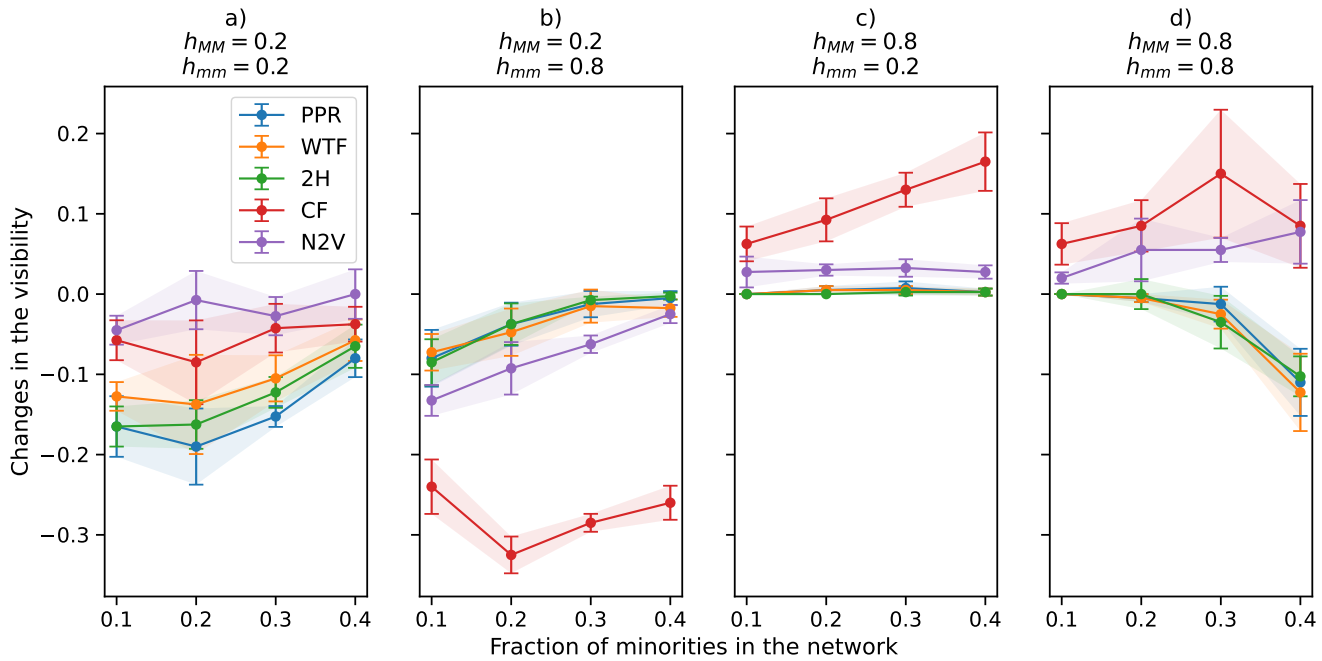 a)
h_MM = 0.2
h_mm = 0.2
b)
h_MM = 0.2
h_mm = 0.8
c)
h_MM = 0.8
h_mm = 0.2
d)
h_MM = 0.8
h_mm = 0.8
Changes in the visibility
0.2
0.1
0.0
−0.1
−0.2
−0.3
PPR
WTF
2H
CF
N2V
0.1 0.2 0.3 0.4
0.1 0.2 0.3 0.4
0.1 0.2 0.3 0.4
0.1 0.2 0.3 0.4
Fraction of minorities in the network